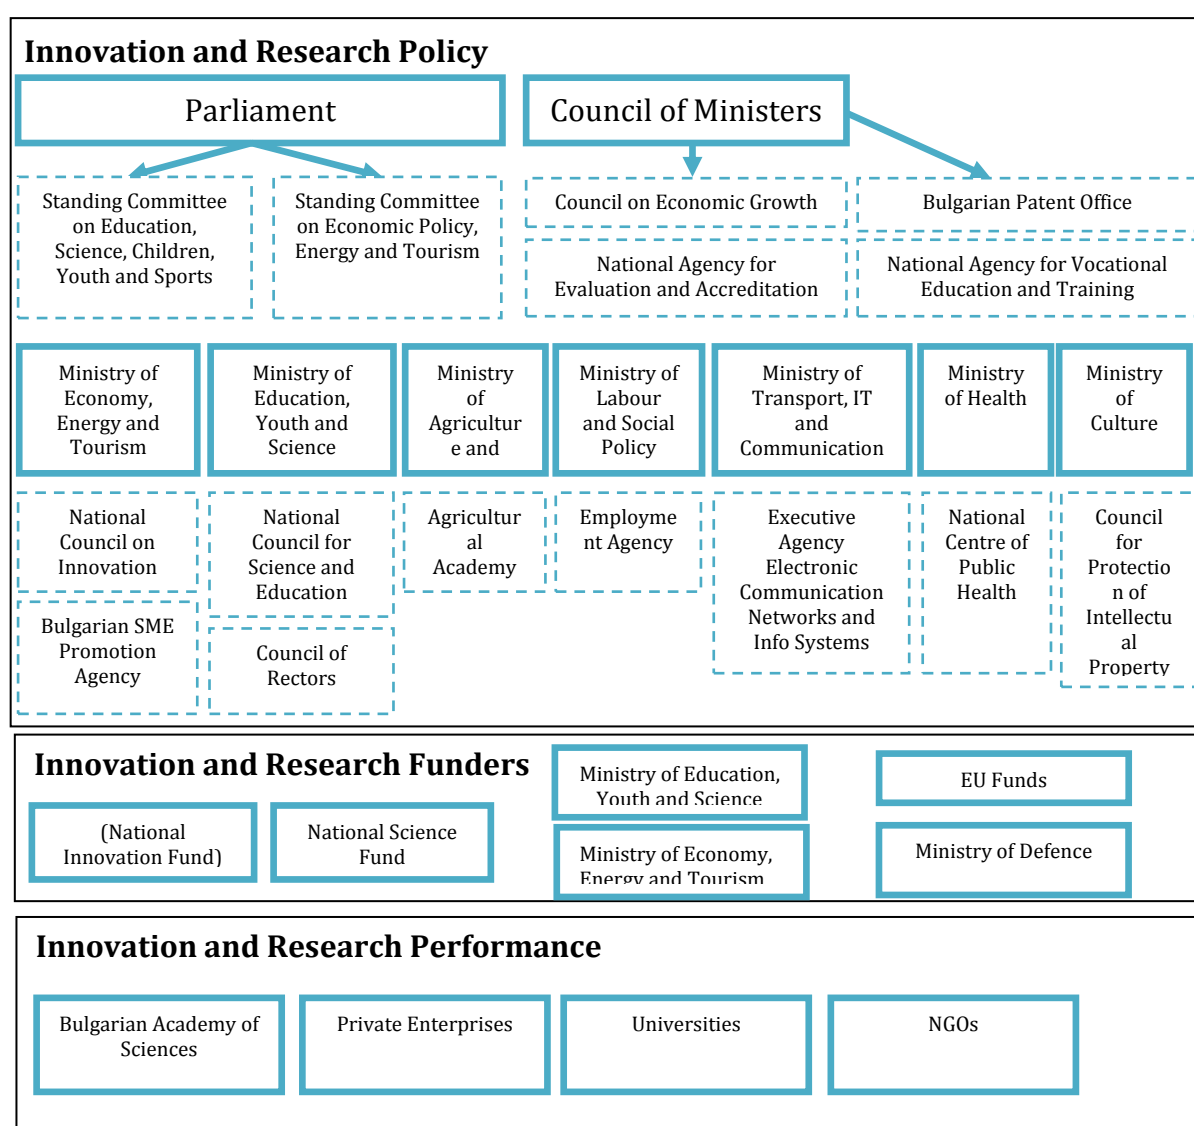 Innovation and Research Policy
Parliament
Council of Ministers
Standing Committee
on Education,
Science, Children,
Youth and Sports
Standing Committee
on Economic Policy,
Energy and Tourism
Council on Economic Growth
Bulgarian Patent Office
National Agency for
Evaluation and Accreditation
National Agency for Vocational
Education and Training
Ministry of
Economy,
Energy and
Tourism
Ministry of
Education,
Youth and
Science
Ministry
of
Agricultur
e and
Ministry of
Labour
and Social
Policy
Ministry of
Transport, IT
and
Communication
Ministry
of Health
Ministry
of
Culture
National
Council on
Innovation
National
Council for
Science and
Education
Agricultur
al
Academy
Employme
nt Agency
Executive
Agency
Electronic
Communication
Networks and
Info Systems
National
Centre of
Public
Health
Council
for
Protectio
n of
Intellectu
al
Property
Bulgarian SME
Promotion
Agency
Council of
Rectors
Innovation and Research Funders
(National
Innovation Fund)
National Science
Fund
Ministry of Education,
Youth and Science
Ministry of Economy,
Energy and Tourism
EU Funds
Ministry of Defence
Innovation and Research Performance
Bulgarian Academy of
Sciences
Private Enterprises
Universities
NGOs